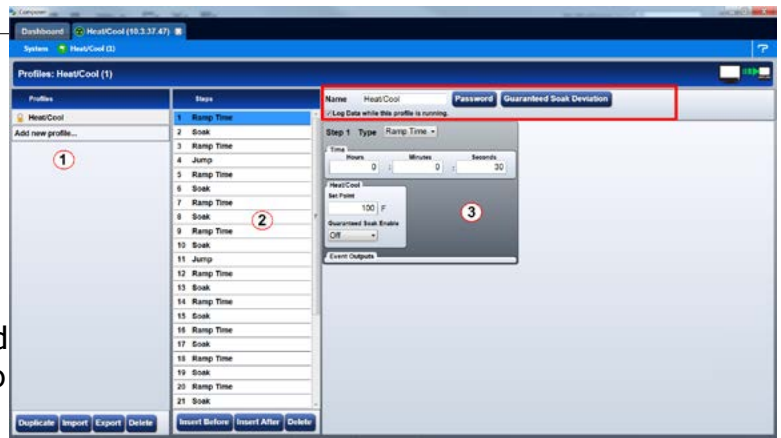 Composer
Dashboard Heat/Cool (10.3.37.47)
System Heat/Cool (1) ?
Profiles: Heat/Cool (1)
Profiles
Heat/Cool
Add new profile...
1
Duplicate Import Export Delete
Steps
1 Ramp Time
2 Soak
3 Ramp Time
4 Jump
5 Ramp Time
6 Soak
7 Ramp Time
8 Soak
9 Ramp Time
10 Soak
11 Jump
12 Ramp Time
13 Soak
14 Ramp Time
15 Soak
16 Ramp Time
17 Soak
18 Ramp Time
19 Soak
20 Ramp Time
21 Soak
2
Insert Before Insert After Delete
Name Heat/Cool Password Guaranteed Soak Deviation
Log Data while this profile is running.
Step 1 Type Ramp Time
Time
Hours Minutes Seconds
0 : 0 : 30
Heat/Cool
Set Point
100 F
Guaranteed Soak Enable
Off
3
Event Outputs